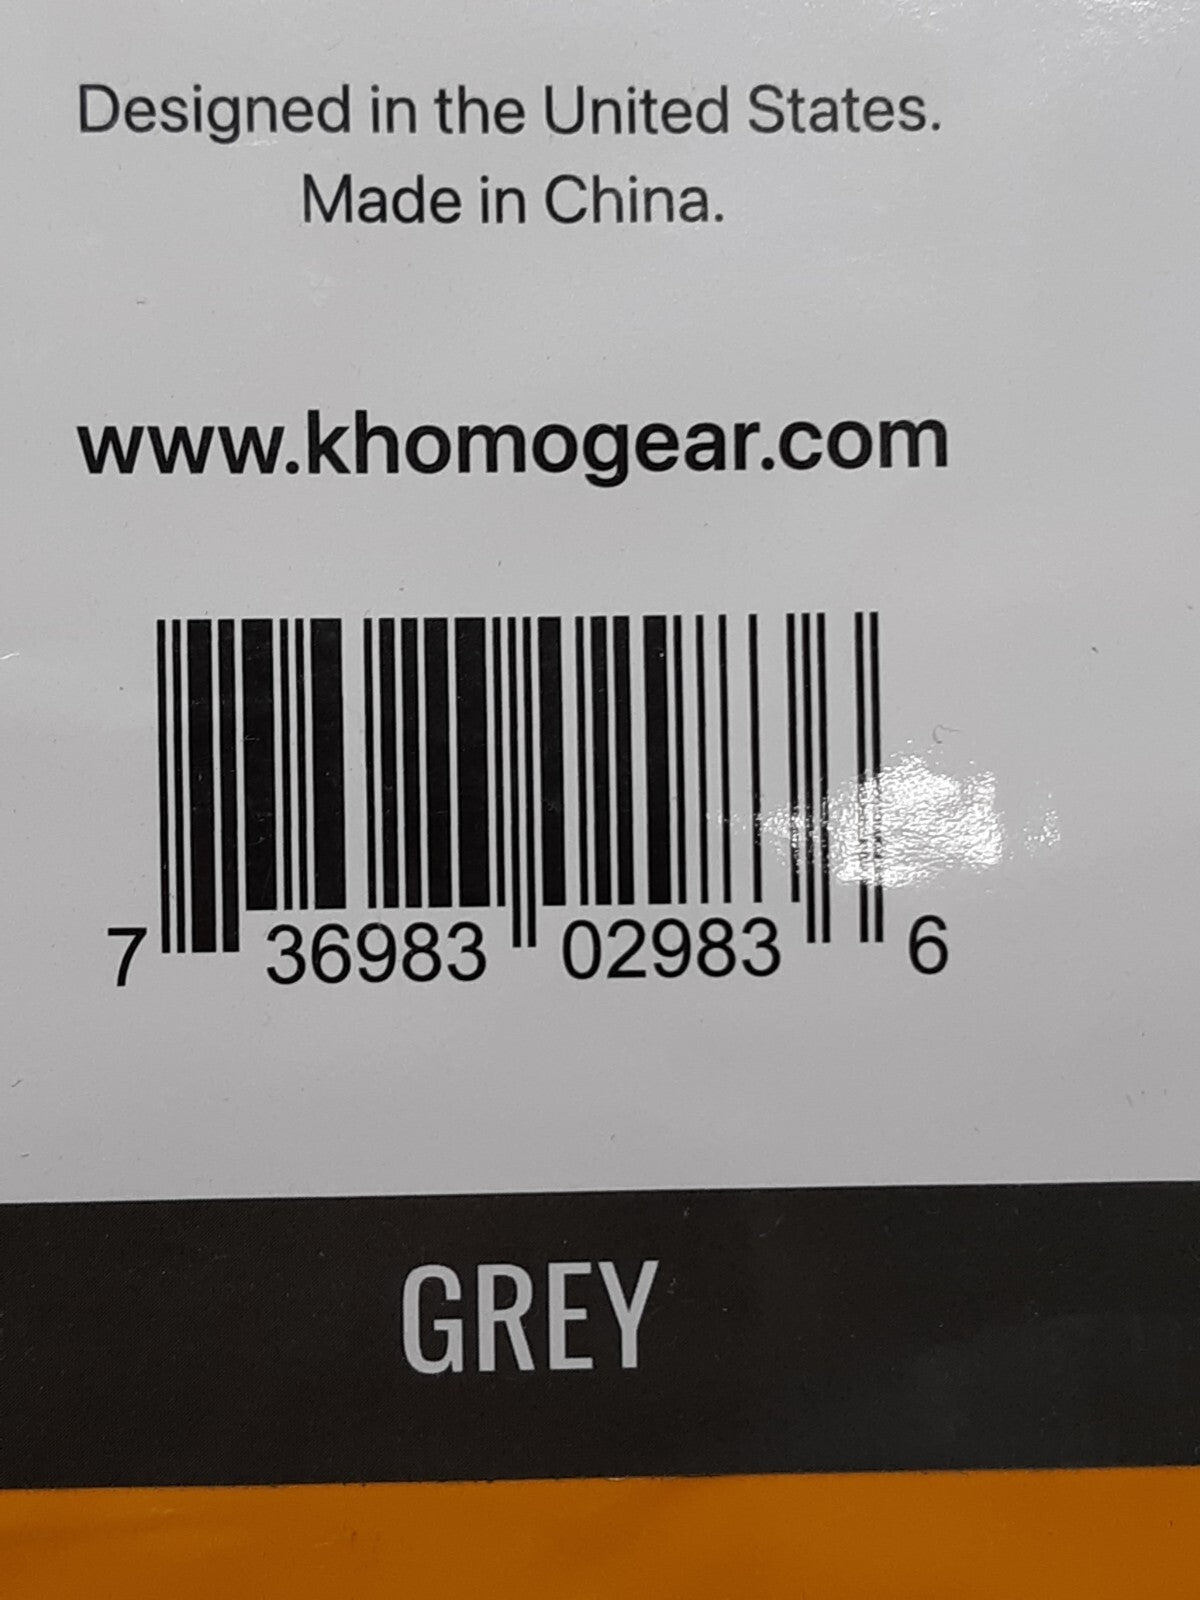 Designed in the United States.
Made in China.
www.khomogear.com
7 36983 02983 6
GREY